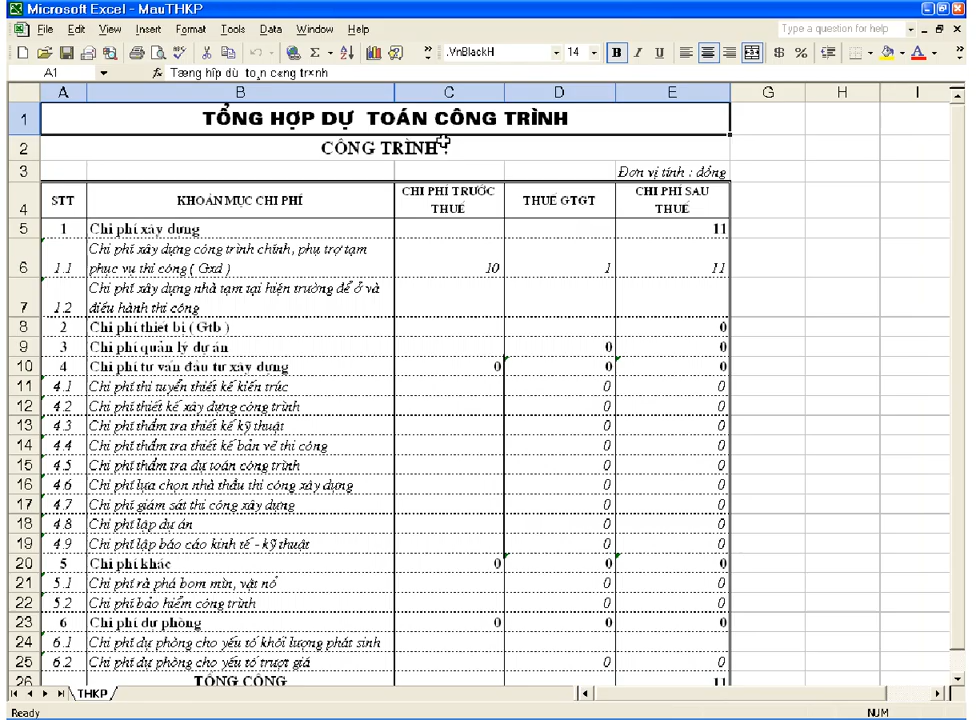 Microsoft Excel - MauTHKP
File Edit View Insert Format Tools Data Window Help Type a question for help
.VnBlackH 14 B I U $ %
A1 fx Tæng hîp dù to¸n c«ng tr×nh
A B C D E G H I
1 TỔNG HỢP DỰ TOÁN CÔNG TRÌNH
2 CÔNG TRÌNH :
3 Đơn vị tính : đồng
4 STT KHOẢN MỤC CHI PHÍ CHI PHÍ TRƯỚC THUẾ THUẾ GTGT CHI PHÍ SAU THUẾ
5 1 Chi phí xây dựng 11
6 1.1 Chi phí xây dựng công trình chính, phụ trợ tạm phục vụ thi công ( Gxd ) 10 1 11
7 1.2 Chi phí xây dựng nhà tạm tại hiện trường để ở và điều hành thi công
8 2 Chi phí thiết bị ( Gtb ) 0
9 3 Chi phí quản lý dự án 0 0
10 4 Chi phí tư vấn đầu tư xây dựng 0 0 0
11 4.1 Chi phí thi tuyển thiết kế kiến trúc 0 0
12 4.2 Chi phí thiết kế xây dựng công trình 0 0
13 4.3 Chi phí thẩm tra thiết kế kỹ thuật 0 0
14 4.4 Chi phí thẩm tra thiết kế bản vẽ thi công 0 0
15 4.5 Chi phí thẩm tra dự toán công trình 0 0
16 4.6 Chi phí lựa chọn nhà thầu thi công xây dựng 0 0
17 4.7 Chi phí giám sát thi công xây dựng 0 0
18 4.8 Chi phí lập dự án 0 0
19 4.9 Chi phí lập báo cáo kinh tế - kỹ thuật 0 0
20 5 Chi phí khác 0 0 0
21 5.1 Chi phí rà phá bom mìn, vật nổ 0 0
22 5.2 Chi phí bảo hiểm công trình 0 0
23 6 Chi phí dự phòng 0 0 0
24 6.1 Chi phí dự phòng cho yếu tố khối lượng phát sinh
25 6.2 Chi phí dự phòng cho yếu tố trượt giá 0 0
26 TỔNG CỘNG 11
THKP
Ready NUM